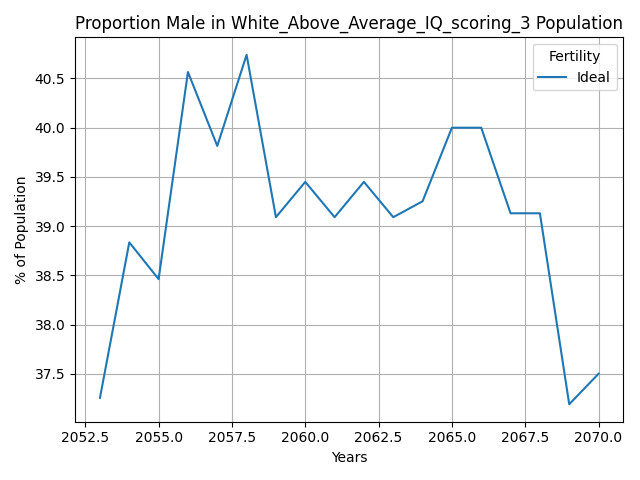 Proportion Male in White_Above_Average_IQ_scoring_3 Population
Fertility
Ideal
40.5
40.0
39.5
39.0
38.5
38.0
37.5
% of Population
2052.5 2055.0 2057.5 2060.0 2062.5 2065.0 2067.5 2070.0
Years